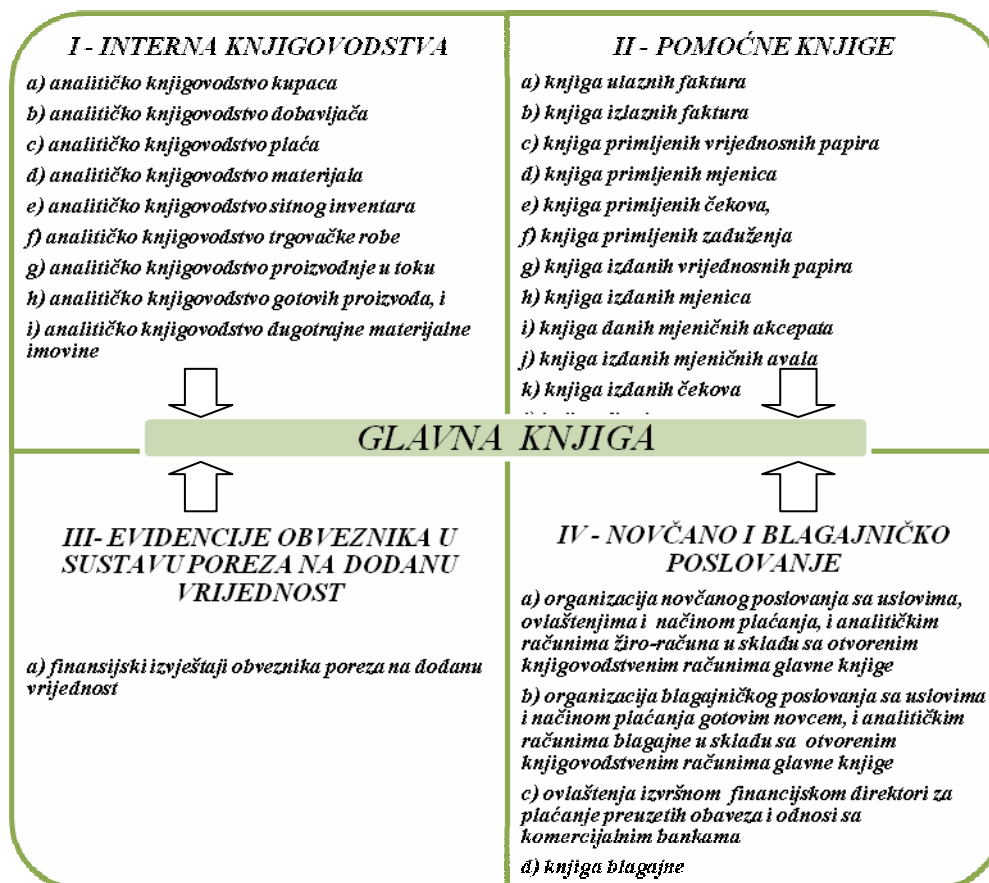 I - INTERNA KNJIGOVODSTVA
a) analitičko knjigovodstvo kupaca
b) analitičko knjigovodstvo dobavljača
c) analitičko knjigovodstvo plaća
d) analitičko knjigovodstvo materijala
e) analitičko knjigovodstvo sitnog inventara
f) analitičko knjigovodstvo trgovačke robe
g) analitičko knjigovodstvo proizvodnje u toku
h) analitičko knjigovodstvo gotovih proizvoda, i
i) analitičko knjigovodstvo dugotrajne materijalne
imovine
II - POMOĆNE KNJIGE
a) knjiga ulaznih faktura
b) knjiga izlaznih faktura
c) knjiga primljenih vrijednosnih papira
d) knjiga primljenih mjenica
e) knjiga primljenih čekova,
f) knjiga primljenih zaduženja
g) knjiga izdanih vrijednosnih papira
h) knjiga izdanih mjenica
i) knjiga danih mjeničnih akcepata
j) knjiga izdanih mjeničnih avala
k) knjiga izdanih čekova
GLAVNA KNJIGA
III- EVIDENCIJE OBVEZNIKA U
SUSTAVU POREZA NA DODANU
VRIJEDNOST
a) finansijski izvještaji obveznika poreza na dodanu
vrijednost
IV - NOVČANO I BLAGAJNIČKO
POSLOVANJE
a) organizacija novčanog poslovanja sa uslovima,
ovlaštenjima i načinom plaćanja, i analitičkim
računima žiro-računa u skladu sa otvorenim
knjigovodstvenim računima glavne knjige
b) organizacija blagajničkog poslovanja sa uslovima
i načinom plaćanja gotovim novcem, i analitičkim
računima blagajne u skladu sa otvorenim
knjigovodstvenim računima glavne knjige
c) ovlaštenja izvršnom financijskom direktori za
plaćanje preuzetih obaveza i odnosi sa
komercijalnim bankama
d) knjiga blagajne